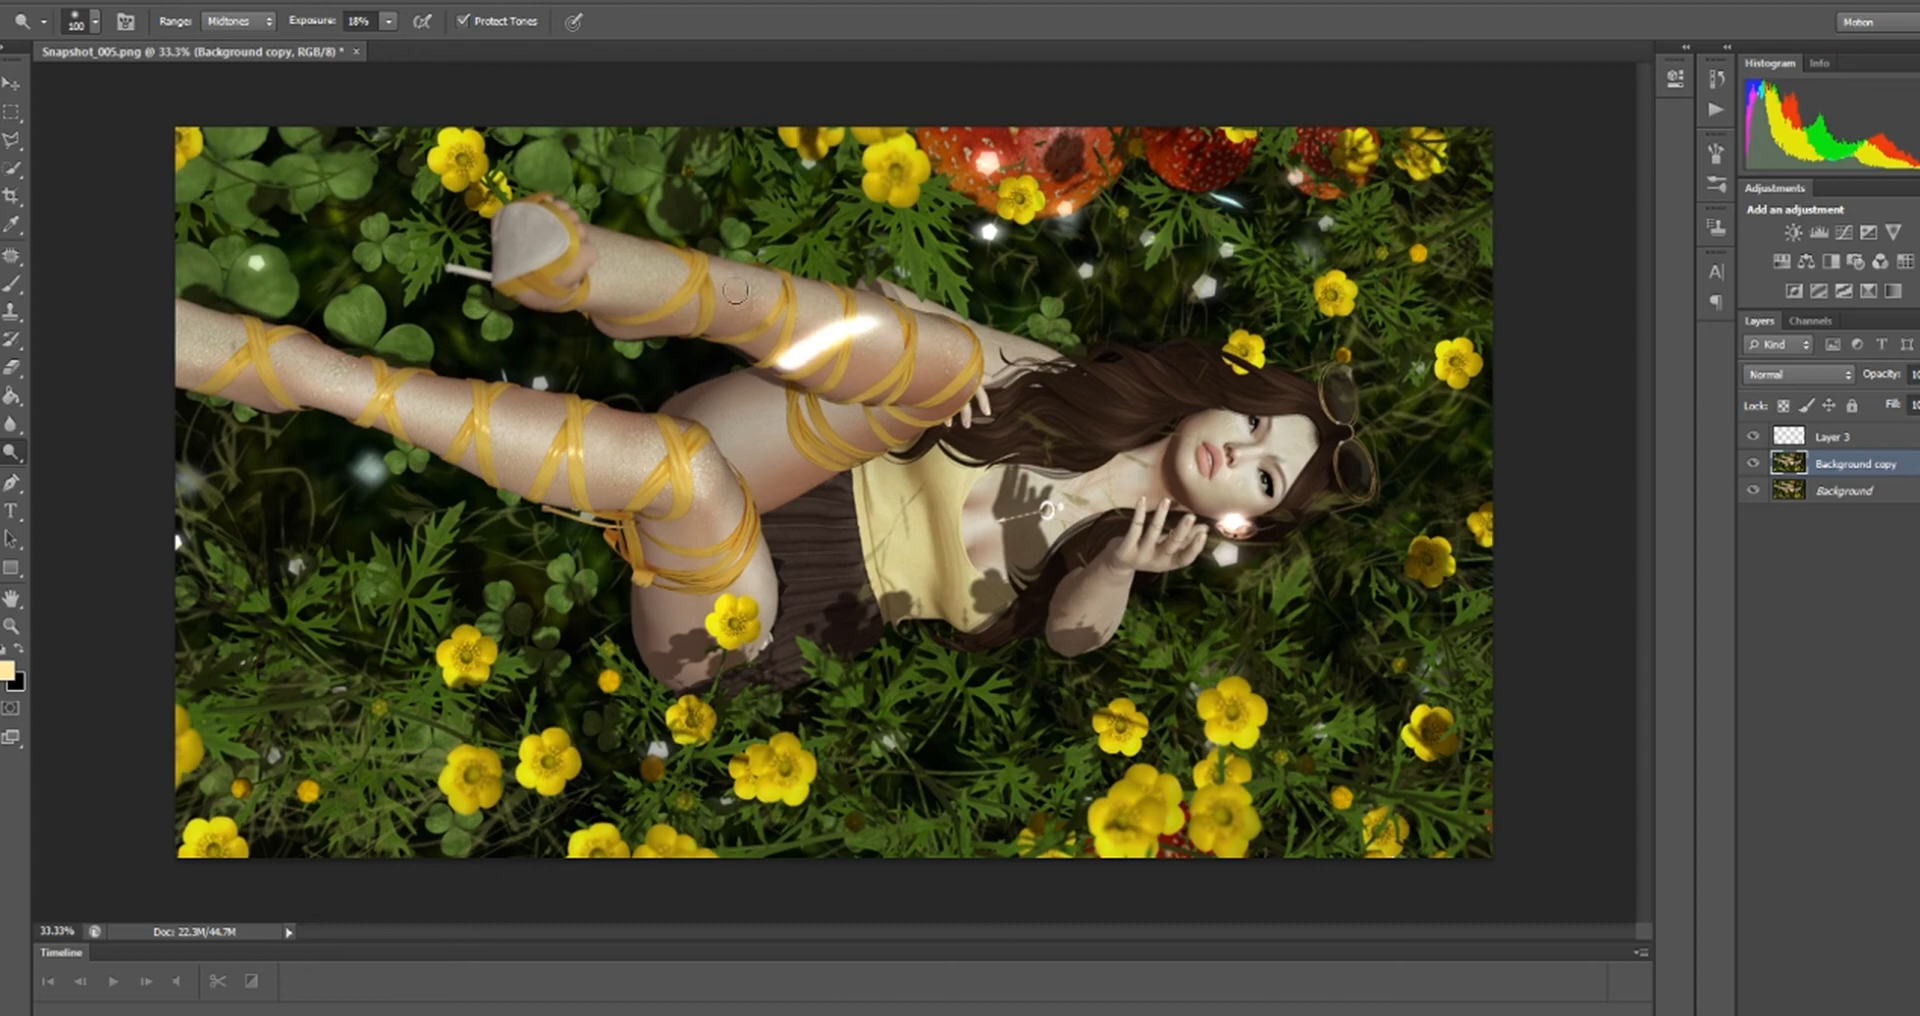 100 Range: Midtones Exposure: 18% Protect Tones Motion
Snapshot_005.png @ 33.3% (Background copy, RGB/8) * ×
Histogram Info
Adjustments
Add an adjustment
Layers Channels
Kind
Normal Opacity:
Lock: Fill:
Layer 3
Background copy
Background
33.33% Doc: 22.3M/44.7M
Timeline